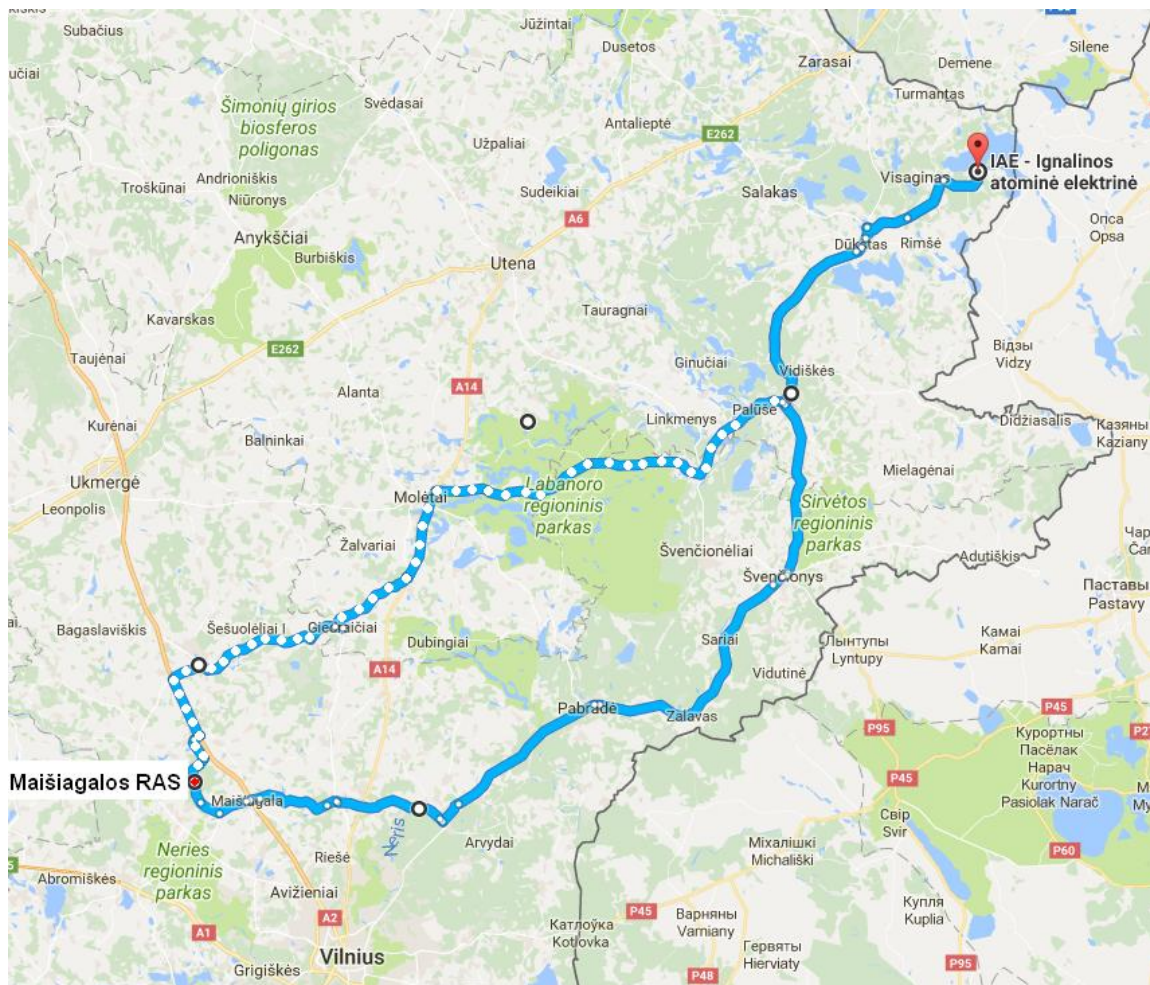 Subačius
Jūžintai
Dusetos
Silene
Demene
Zarasai
Turmantas
Svėdasai
Šimonių girios
biosferos
poligonas
Antalieptė
E262
Užpaliai
Andrioniškis
Troškūnai
Niūronys
Sudeikiai
Salakas
Visaginas
IAE - Ignalinos
atominė elektrinė
A6
Опса
Opsa
Anykščiai
Burbiškis
Dūkštas
Rimšė
Utena
Tauragnai
Kavarskas
E262
Taujėnai
Відзы
Vidzy
Ginučiai
Vidiškės
Alanta
A14
Linkmenys
Palūšė
Didžiasalis
Казяны
Kaziany
Kurėnai
Balninkai
Ukmergė
Mielagėnai
Leonpolis
Molėtai
Labanoro
regioninis
parkas
Sirvėtos
regioninis
parkas
Žalvariai
Švenčionėliai
Adutiškis
Švenčionys
Паставы
Pastavy
Bagaslaviškis
Šešuolėliai I
Giedraičiai
Dubingiai
Sariai
Лынтупы
Lyntupy
Камаі
Kamai
A14
Vidutinė
Pabradė
Zalavas
P45
P95
Курортны
Пасёлак
Нарач
Kurortny
Pasiolak Narač
P45
Maišiagalos RAS
Maišiagala
Neris
Arvydai
Свір
Svir
Міхалішкі
Michališki
P60
Riešė
Neries
regioninis
parkas
Abromiškės
Avižieniai
A1
A2
Vilnius
Grigiškės
Катлоўка
Kotlovka
P45
Варняны
Varniany
Гервяты
Hierviaty
Купля
Kuplia
P48
P95